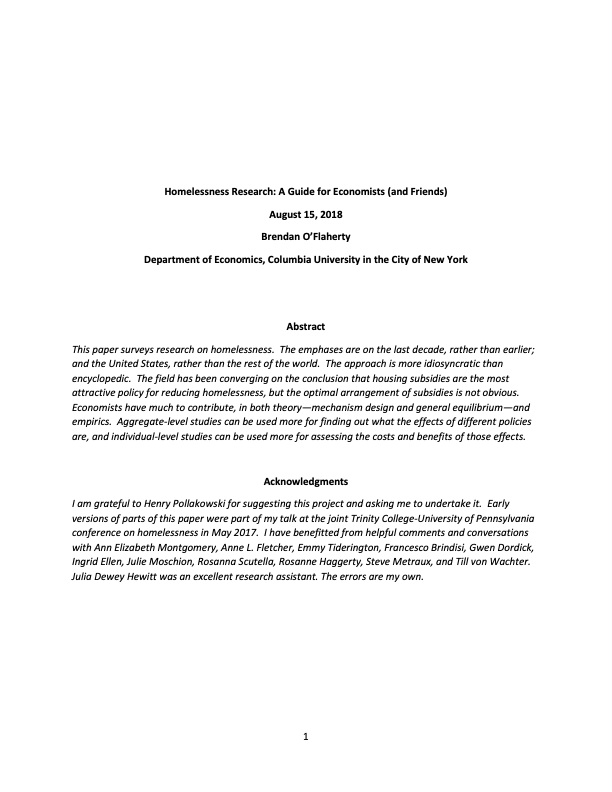 Homelessness Research: A Guide for Economists (and Friends)
August 15, 2018
Brendan O’Flaherty
Department of Economics, Columbia University in the City of New York
Abstract
This paper surveys research on homelessness.  The emphases are on the last decade, rather than earlier;
and the United States, rather than the rest of the world.  The approach is more idiosyncratic than
encyclopedic.  The field has been converging on the conclusion that housing subsidies are the most
attractive policy for reducing homelessness, but the optimal arrangement of subsidies is not obvious.
Economists have much to contribute, in both theory—mechanism design and general equilibrium—and
empirics.  Aggregate-level studies can be used more for finding out what the effects of different policies
are, and individual-level studies can be used more for assessing the costs and benefits of those effects.
Acknowledgments
I am grateful to Henry Pollakowski for suggesting this project and asking me to undertake it.  Early
versions of parts of this paper were part of my talk at the joint Trinity College-University of Pennsylvania
conference on homelessness in May 2017.  I have benefitted from helpful comments and conversations
with Ann Elizabeth Montgomery, Anne L. Fletcher, Emmy Tiderington, Francesco Brindisi, Gwen Dordick,
Ingrid Ellen, Julie Moschion, Rosanna Scutella, Rosanne Haggerty, Steve Metraux, and Till von Wachter.
Julia Dewey Hewitt was an excellent research assistant. The errors are my own.
1